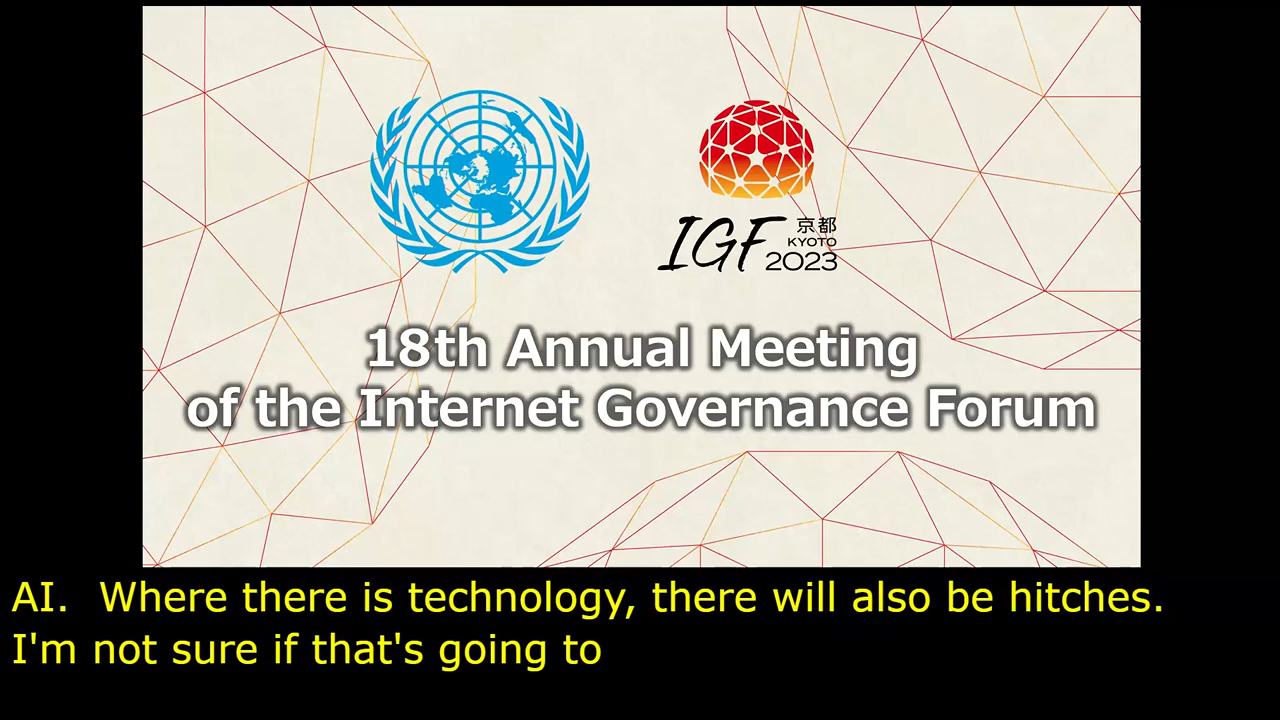 IGF 京都
KYOTO
2023
18th Annual Meeting
of the Internet Governance Forum
AI.  Where there is technology, there will also be hitches.
I'm not sure if that's going to